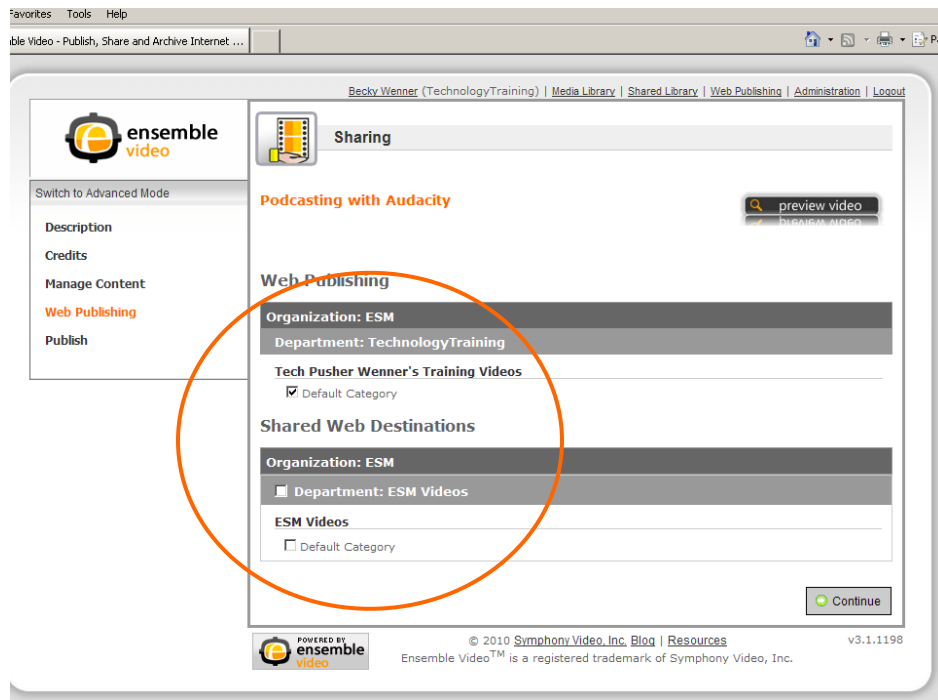 Favorites Tools Help
ble Video - Publish, Share and Archive Internet ...
Becky Wenner (TechnologyTraining) | Media Library | Shared Library | Web Publishing | Administration | Logout
ensemble
video
Sharing
Switch to Advanced Mode
Description
Credits
Manage Content
Web Publishing
Publish
Podcasting with Audacity
preview video
Web Publishing
Organization: ESM
Department: TechnologyTraining
Tech Pusher Wenner's Training Videos
Default Category
Shared Web Destinations
Organization: ESM
Department: ESM Videos
ESM Videos
Default Category
Continue
POWERED BY
ensemble
video
© 2010 Symphony Video, Inc. Blog | Resources
v3.1.1198
Ensemble Video™ is a registered trademark of Symphony Video, Inc.